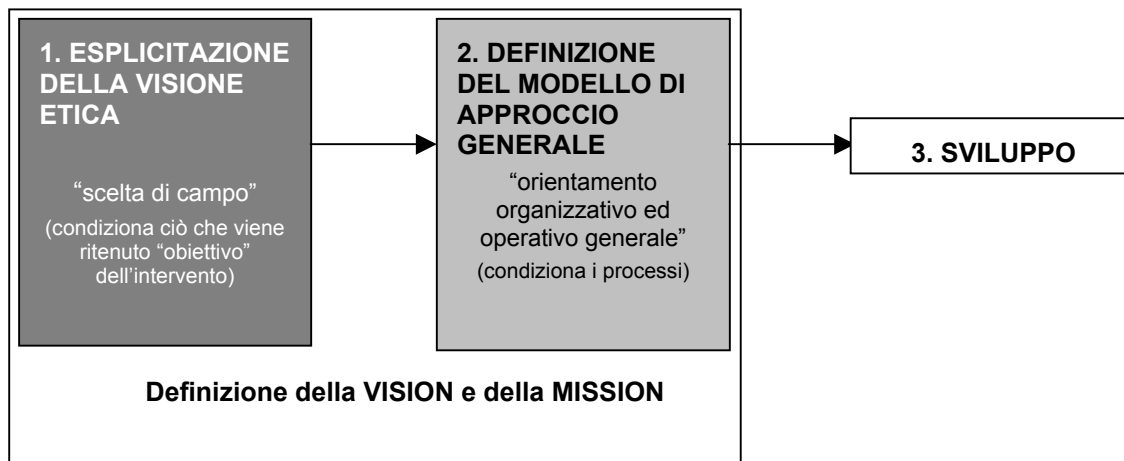 1. ESPLICITAZIONE
DELLA VISIONE
ETICA
“scelta di campo”
(condiziona ciò che viene
ritenuto “obiettivo”
dell’intervento)
2. DEFINIZIONE
DEL MODELLO DI
APPROCCIO
GENERALE
“orientamento
organizzativo ed
operativo generale”
(condiziona i processi)
3. SVILUPPO
Definizione della VISION e della MISSION